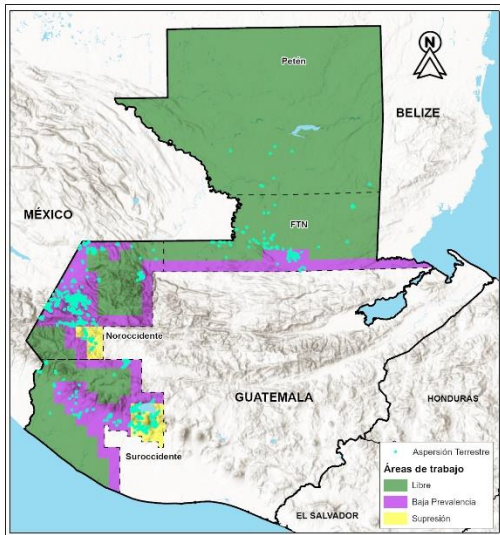 N
Petén
BELIZE
FTN
MÉXICO
Noroccidente
GUATEMALA
HONDURAS
Suroccidente
EL SALVADOR
Aspersión Terrestre
Áreas de trabajo
Libre
Baja Prevalencia
Supresión